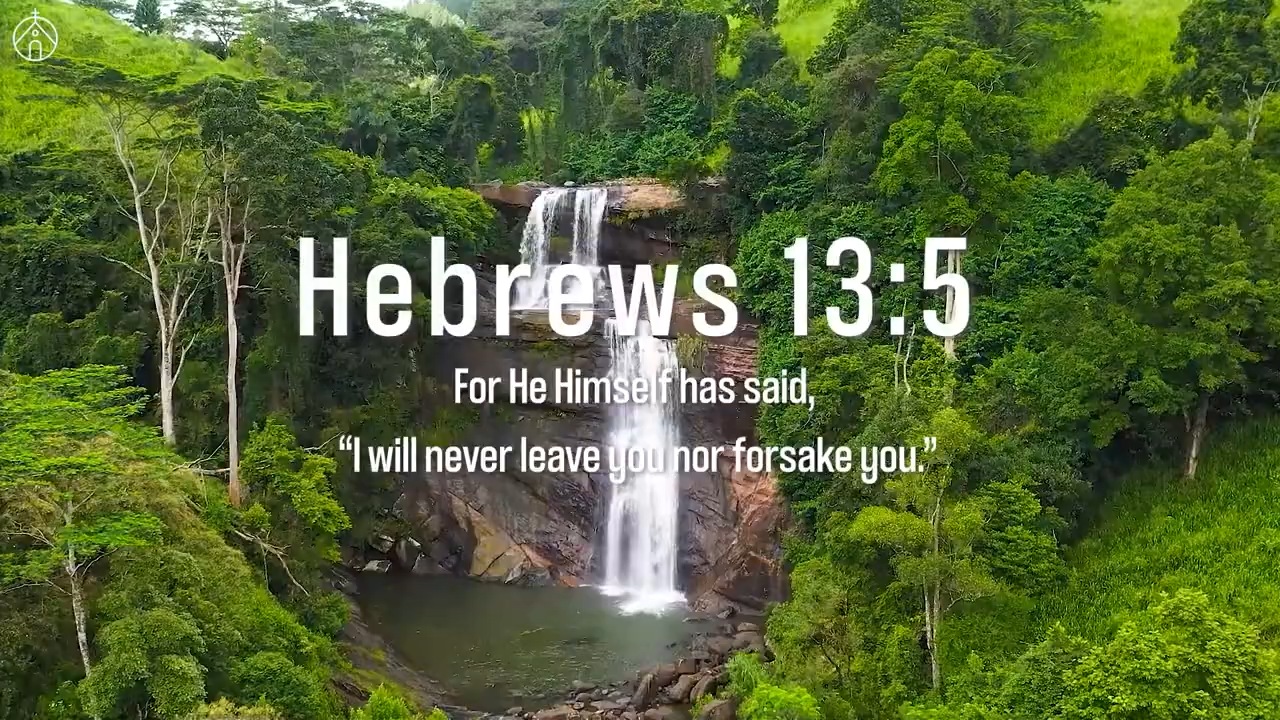 Hebrews 13:5
For He Himself has said,
“I will never leave you nor forsake you.”